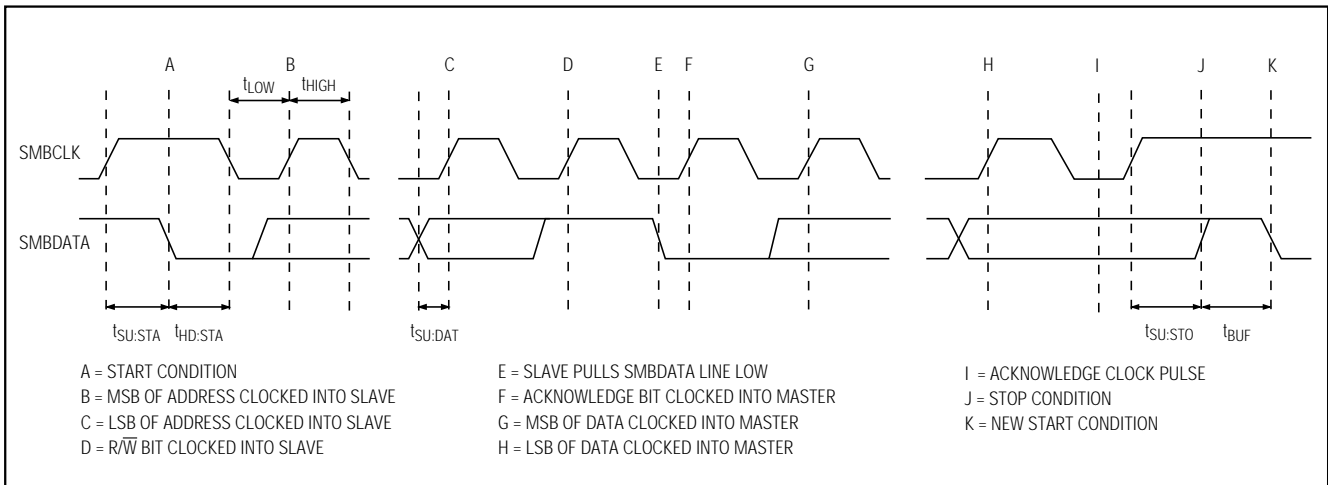 A B C D E F G H I J K
tLOW tHIGH
SMBCLK
SMBDATA
tSU:STA tHD:STA tSU:DAT tSU:STO tBUF
A = START CONDITION
B = MSB OF ADDRESS CLOCKED INTO SLAVE
C = LSB OF ADDRESS CLOCKED INTO SLAVE
D = R/W̅ BIT CLOCKED INTO SLAVE
E = SLAVE PULLS SMBDATA LINE LOW
F = ACKNOWLEDGE BIT CLOCKED INTO MASTER
G = MSB OF DATA CLOCKED INTO MASTER
H = LSB OF DATA CLOCKED INTO MASTER
I = ACKNOWLEDGE CLOCK PULSE
J = STOP CONDITION
K = NEW START CONDITION